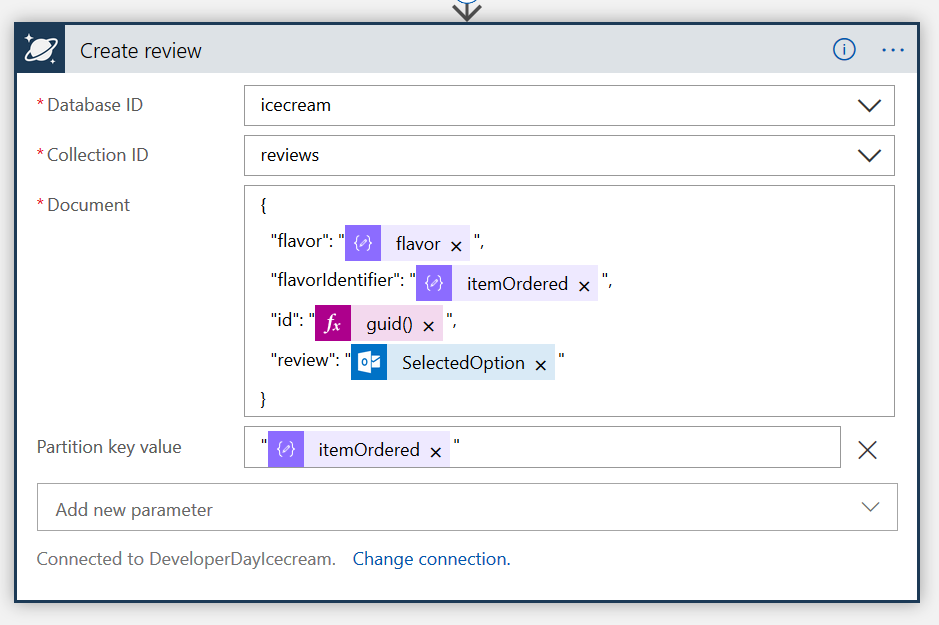 Create review
* Database ID icecream
* Collection ID reviews
* Document {
"flavor": " flavor × ",
"flavorIdentifier": " itemOrdered × ",
"id": " fx guid() × ",
"review": " SelectedOption × "
}
Partition key value " itemOrdered × "
Add new parameter
Connected to DeveloperDayIcecream. Change connection.